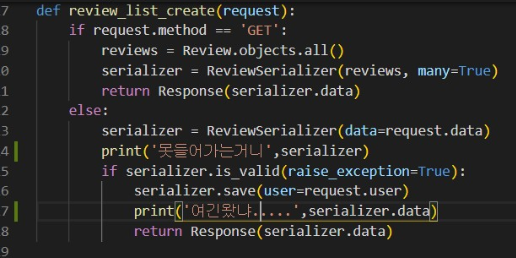 7 def review_list_create(request):
8     if request.method == 'GET':
9         reviews = Review.objects.all()
0         serializer = ReviewSerializer(reviews, many=True)
1         return Response(serializer.data)
2     else:
3         serializer = ReviewSerializer(data=request.data)
4         print('못들어가는거니',serializer)
5         if serializer.is_valid(raise_exception=True):
6             serializer.save(user=request.user)
7             print('여긴왔냐.....',serializer.data)
8             return Response(serializer.data)
9